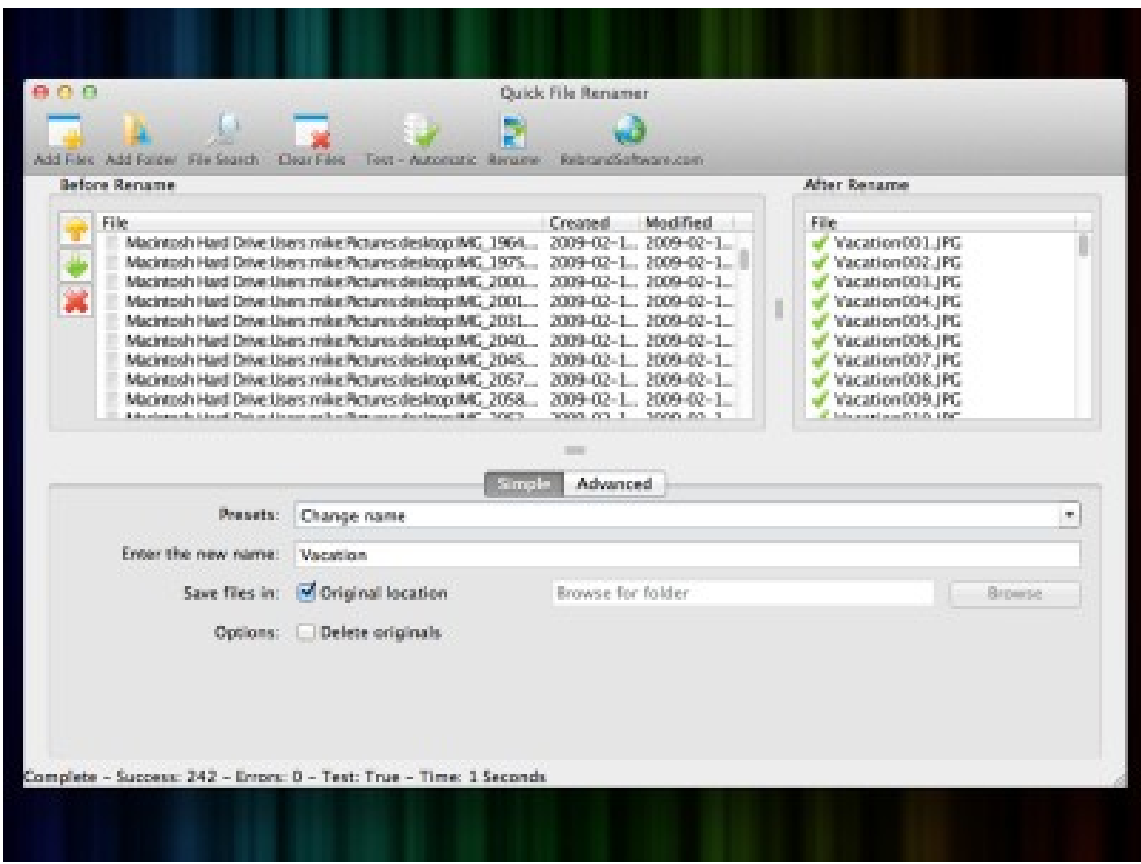 Quick File Renamer
Add Files Add Folder File Search Clear Files Test - Automatic Rename RebrandSoftware.com
Before Rename After Rename
File Created Modified File
Macintosh Hard Drive:Users:mike:Pictures:desktop:IMG_1964... 2009-02-1... 2009-02-1... Vacation001.JPG
Macintosh Hard Drive:Users:mike:Pictures:desktop:IMG_1975... 2009-02-1... 2009-02-1... Vacation002.JPG
Macintosh Hard Drive:Users:mike:Pictures:desktop:IMG_2000... 2009-02-1... 2009-02-1... Vacation003.JPG
Macintosh Hard Drive:Users:mike:Pictures:desktop:IMG_2001... 2009-02-1... 2009-02-1... Vacation004.JPG
Macintosh Hard Drive:Users:mike:Pictures:desktop:IMG_2031... 2009-02-1... 2009-02-1... Vacation005.JPG
Macintosh Hard Drive:Users:mike:Pictures:desktop:IMG_2040... 2009-02-1... 2009-02-1... Vacation006.JPG
Macintosh Hard Drive:Users:mike:Pictures:desktop:IMG_2045... 2009-02-1... 2009-02-1... Vacation007.JPG
Macintosh Hard Drive:Users:mike:Pictures:desktop:IMG_2057... 2009-02-1... 2009-02-1... Vacation008.JPG
Macintosh Hard Drive:Users:mike:Pictures:desktop:IMG_2058... 2009-02-1... 2009-02-1... Vacation009.JPG
Simple Advanced
Presets: Change name
Enter the new name: Vacation
Save files in: Original location Browse for folder Browse
Options: Delete originals
Complete - Success: 242 - Errors: 0 - Test: True - Time: 1 Seconds